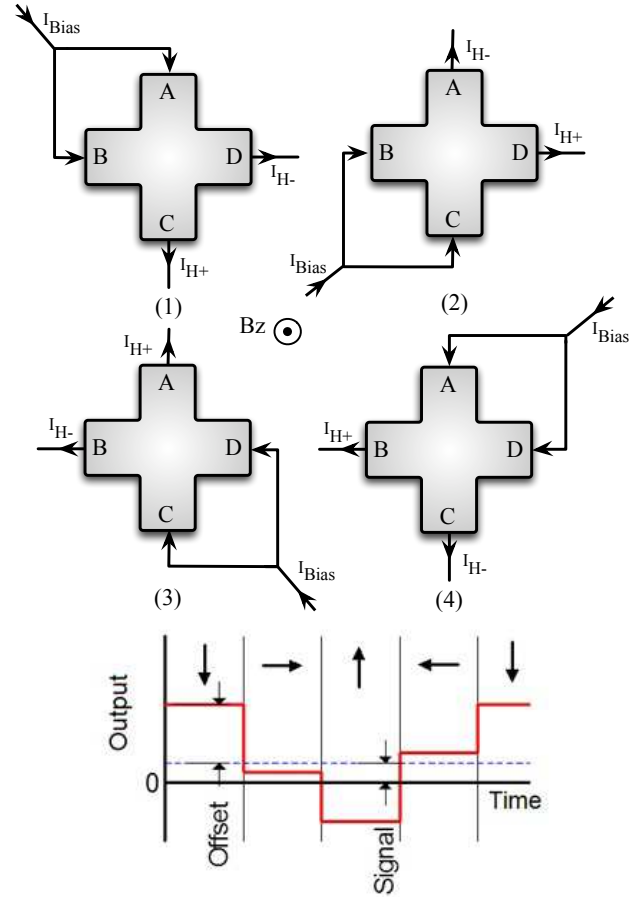 I_Bias
A
B
C
D
I_H-
I_H+
(1)
I_H-
A
B
C
D
I_H+
I_Bias
(2)
Bz
I_H+
A
I_H-
B
D
C
I_Bias
(3)
I_Bias
A
I_H+
B
D
C
I_H-
(4)
Output
0
Time
Offset
Signal